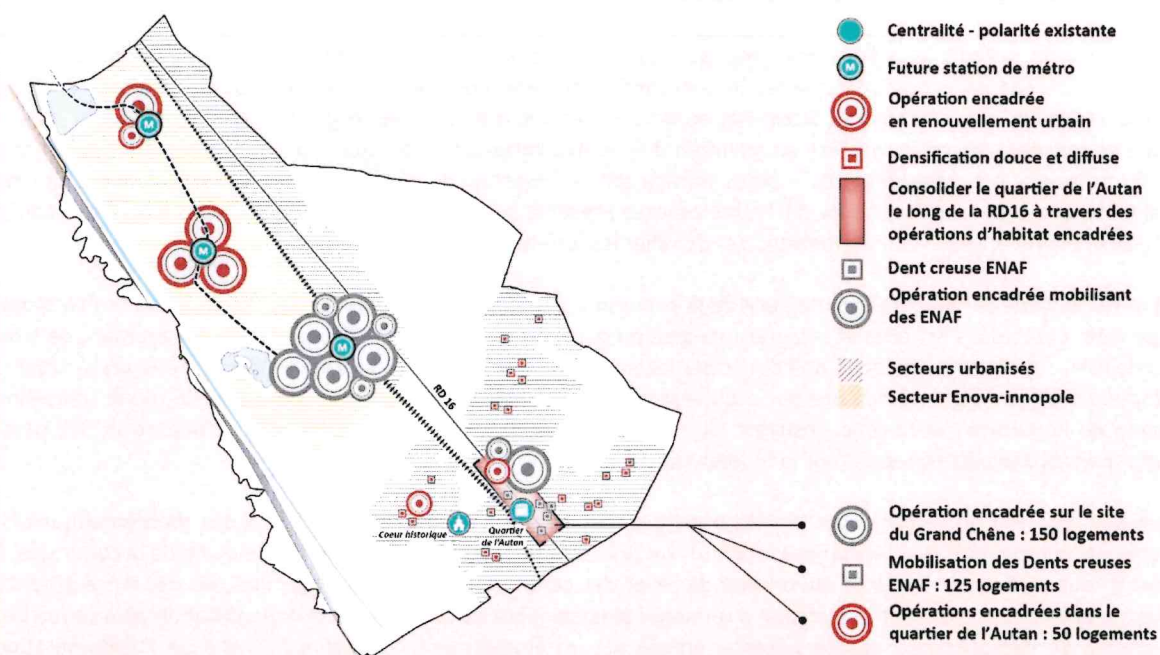 M
M
M
RD 16
Coeur historique
Quartier
de l'Autan
Centralité - polarité existante
M
Future station de métro
Opération encadrée
en renouvellement urbain
Densification douce et diffuse
Consolider le quartier de l'Autan
le long de la RD16 à travers des
opérations d'habitat encadrées
Dent creuse ENAF
Opération encadrée mobilisant
des ENAF
Secteurs urbanisés
Secteur Enova-innopole
Opération encadrée sur le site
du Grand Chêne : 150 logements
Mobilisation des Dents creuses
ENAF : 125 logements
Opérations encadrées dans le
quartier de l'Autan : 50 logements